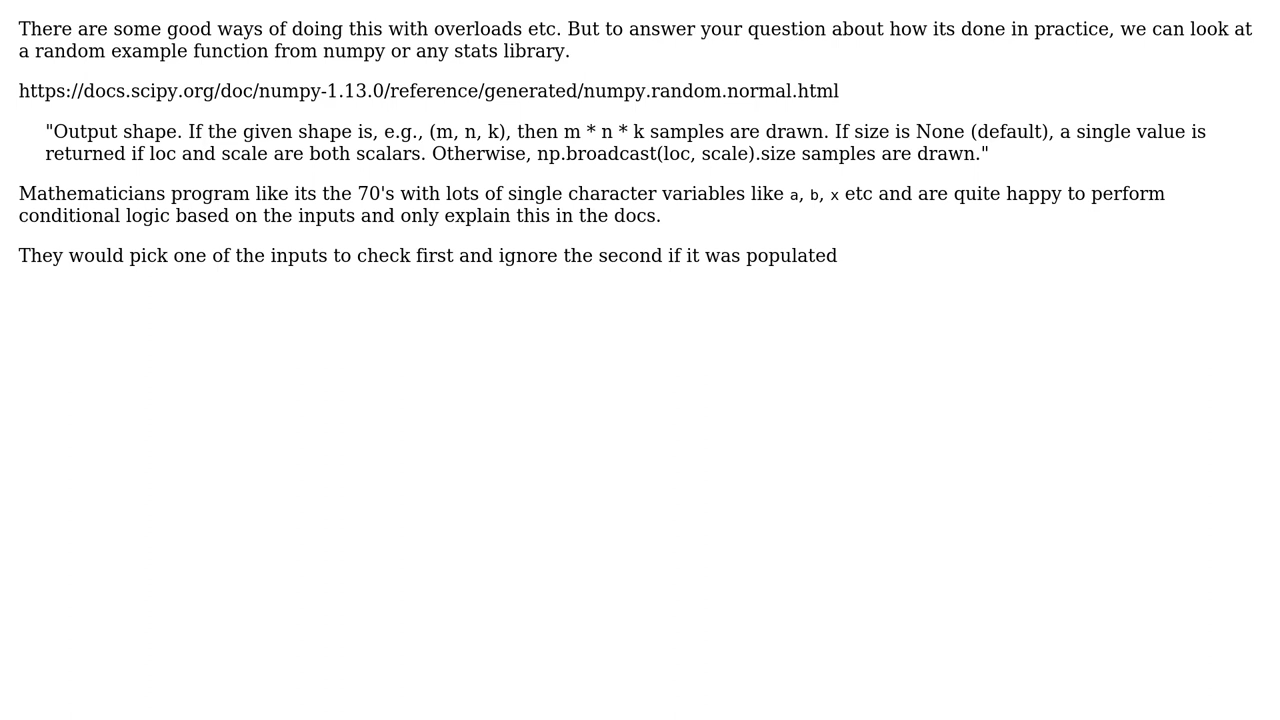 There are some good ways of doing this with overloads etc. But to answer your question about how its done in practice, we can look at
a random example function from numpy or any stats library.
https://docs.scipy.org/doc/numpy-1.13.0/reference/generated/numpy.random.normal.html
"Output shape. If the given shape is, e.g., (m, n, k), then m * n * k samples are drawn. If size is None (default), a single value is
returned if loc and scale are both scalars. Otherwise, np.broadcast(loc, scale).size samples are drawn."
Mathematicians program like its the 70's with lots of single character variables like a, b, x etc and are quite happy to perform
conditional logic based on the inputs and only explain this in the docs.
They would pick one of the inputs to check first and ignore the second if it was populated